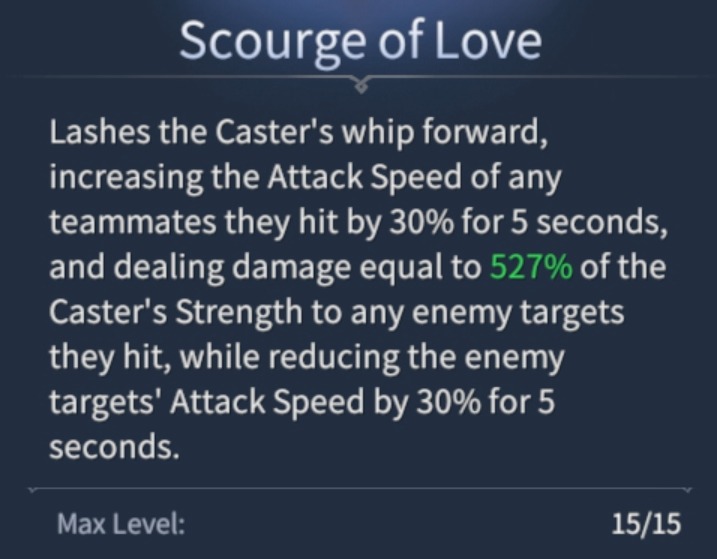 Scourge of Love
Lashes the Caster's whip forward,
increasing the Attack Speed of any
teammates they hit by 30% for 5 seconds,
and dealing damage equal to 527% of the
Caster's Strength to any enemy targets
they hit, while reducing the enemy
targets' Attack Speed by 30% for 5
seconds.
Max Level: 15/15